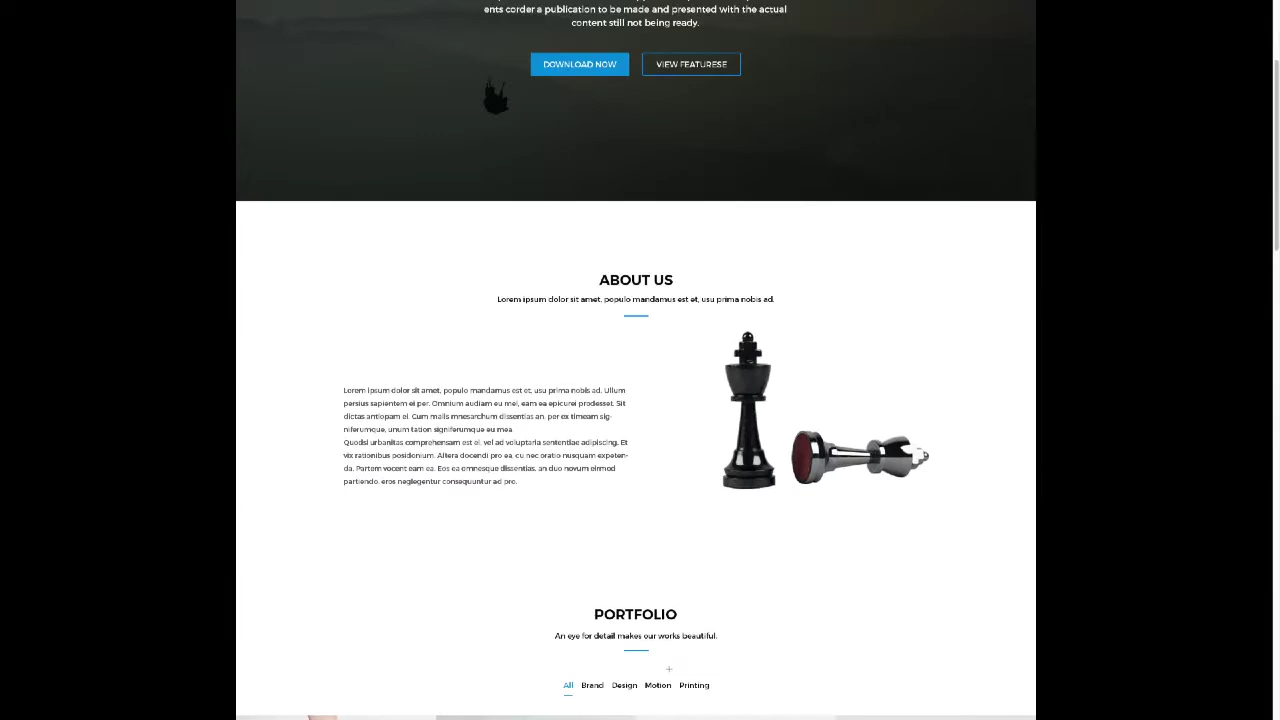 ents corder a publication to be made and presented with the actual
content still not being ready.
DOWNLOAD NOW
VIEW FEATURESE
ABOUT US
Lorem ipsum dolor sit amet, populo mandamus est et, usu prima nobis ad.
Lorem ipsum dolor sit amet, populo mandamus est et, usu prima nobis ad. Ullum
persius sapientem ei per. Omnium audiam eu mel, eam ea epicurei prodesset. Sit
dictas antiopam ei. Cum malis mnesarchum dissentias an, per ex timeam sig-
niferumque, unum tation signiferumque eu mea.
Quodsi urbanitas comprehensam est ei, vel ad voluptaria sententiae adipiscing. Et
vix rationibus posidonium. Altera docendi pro ea, cu nec oratio nusquam expeten-
da. Partem vocent eam ea. Eos ea omnesque dissentias, an duo novum eirmod
partiendo, eros neglegentur consequuntur ad pro.
PORTFOLIO
An eye for detail makes our works beautiful.
All Brand Design Motion Printing